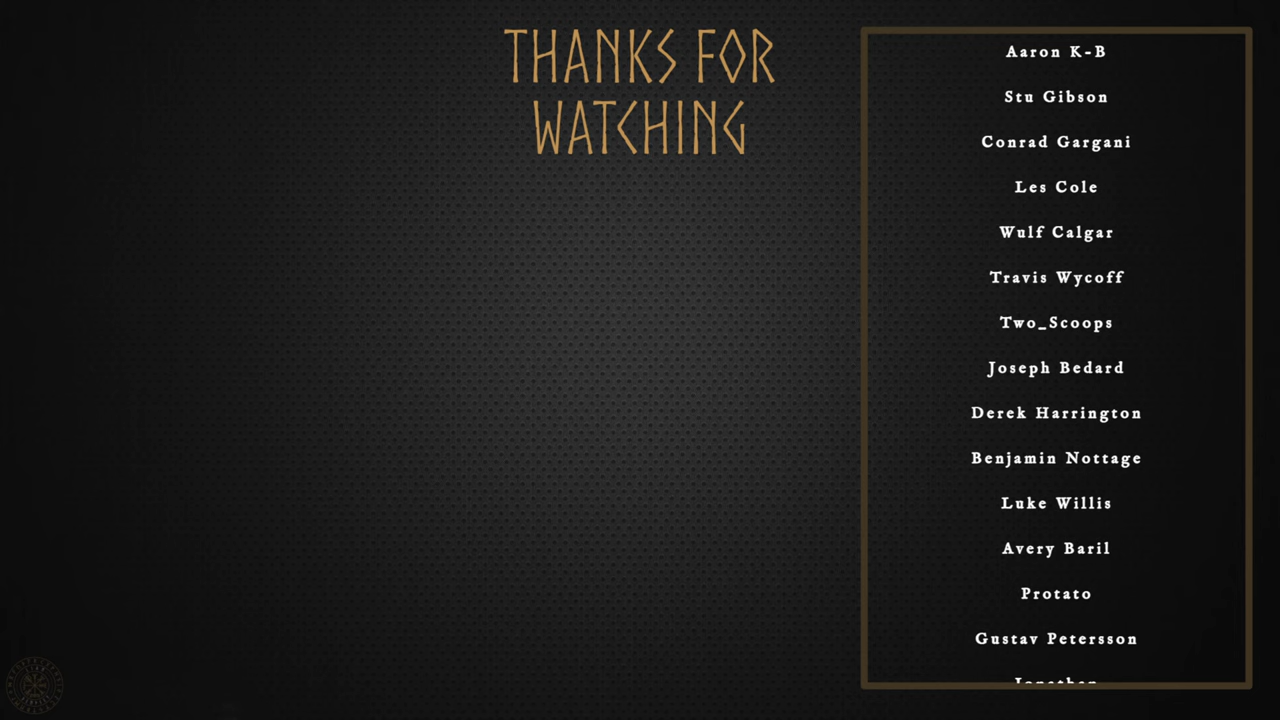 THANKS FOR
WATCHING
Aaron K-B
Stu Gibson
Conrad Gargani
Les Cole
Wulf Calgar
Travis Wycoff
Two_Scoops
Joseph Bedard
Derek Harrington
Benjamin Nottage
Luke Willis
Avery Baril
Protato
Gustav Petersson
Jonathan